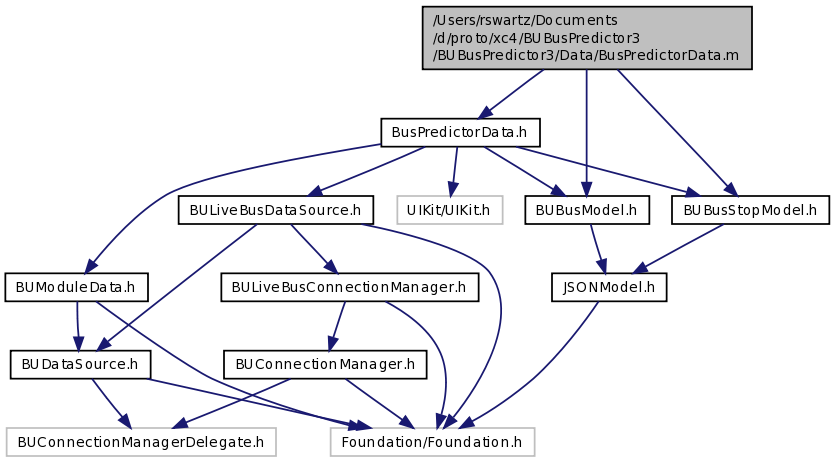 /Users/rswartz/Documents
/d/proto/xc4/BUBusPredictor3
/BUBusPredictor3/Data/BusPredictorData.m
BusPredictorData.h
BULiveBusDataSource.h
UIKit/UIKit.h
BUBusModel.h
BUBusStopModel.h
BUModuleData.h
BULiveBusConnectionManager.h
JSONModel.h
BUDataSource.h
BUConnectionManager.h
BUConnectionManagerDelegate.h
Foundation/Foundation.h